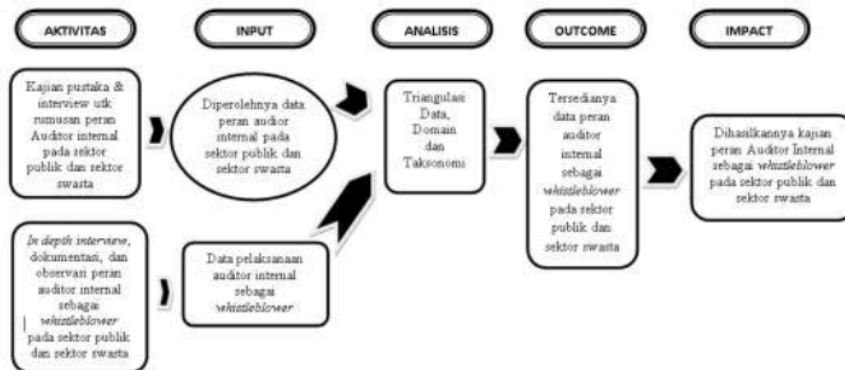 AKTIVITAS
INPUT
ANALISIS
OUTCOME
IMPACT
Kajian pustaka &
interview utk
rumusan peran
Auditor internal
pada sektor
publik dan sektor
swasta
Diperolehnya data
peran audior
internal pada
sektor publik dan
sektor swasta
Triangulasi
Data,
Domain
dan
Taksonomi
Tersedianya
data peran
auditor
internal
sebagai
whistleblower
pada sektor
publik dan
sektor swasta
Dihasilkannya kajian
peran Auditor Internal
sebagai whistleblower
pada sektor publik dan
sektor swasta
In depth interview,
dokumentasi, dan
observasi peran
auditor internal
sebagai
whistleblower
pada sektor publik
dan sektor swasta
Data pelaksanaan
auditor internal
sebagai
whistleblower